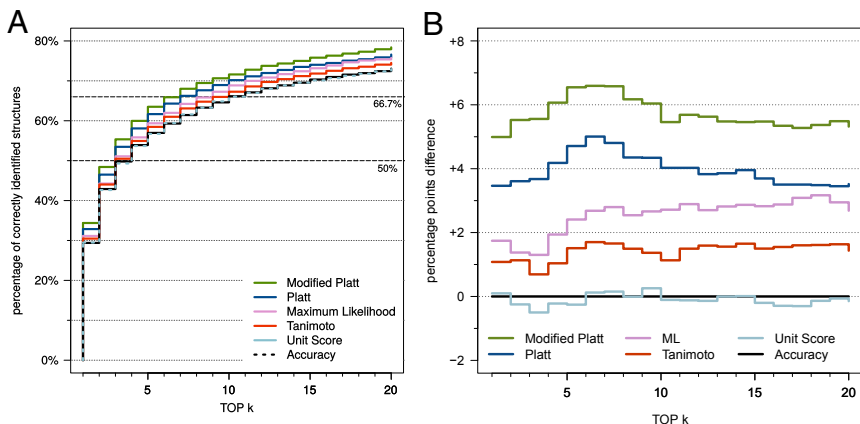 A
80%
60%
40%
20%
0%
percentage of correctly identified structures
66.7%
50%
Modified Platt
Platt
Maximum Likelihood
Tanimoto
Unit Score
Accuracy
5 10 15 20
TOP k
B
+8
+6
+4
+2
0
−2
percentage points difference
Modified Platt ML Unit Score
Platt Tanimoto Accuracy
5 10 15 20
TOP k